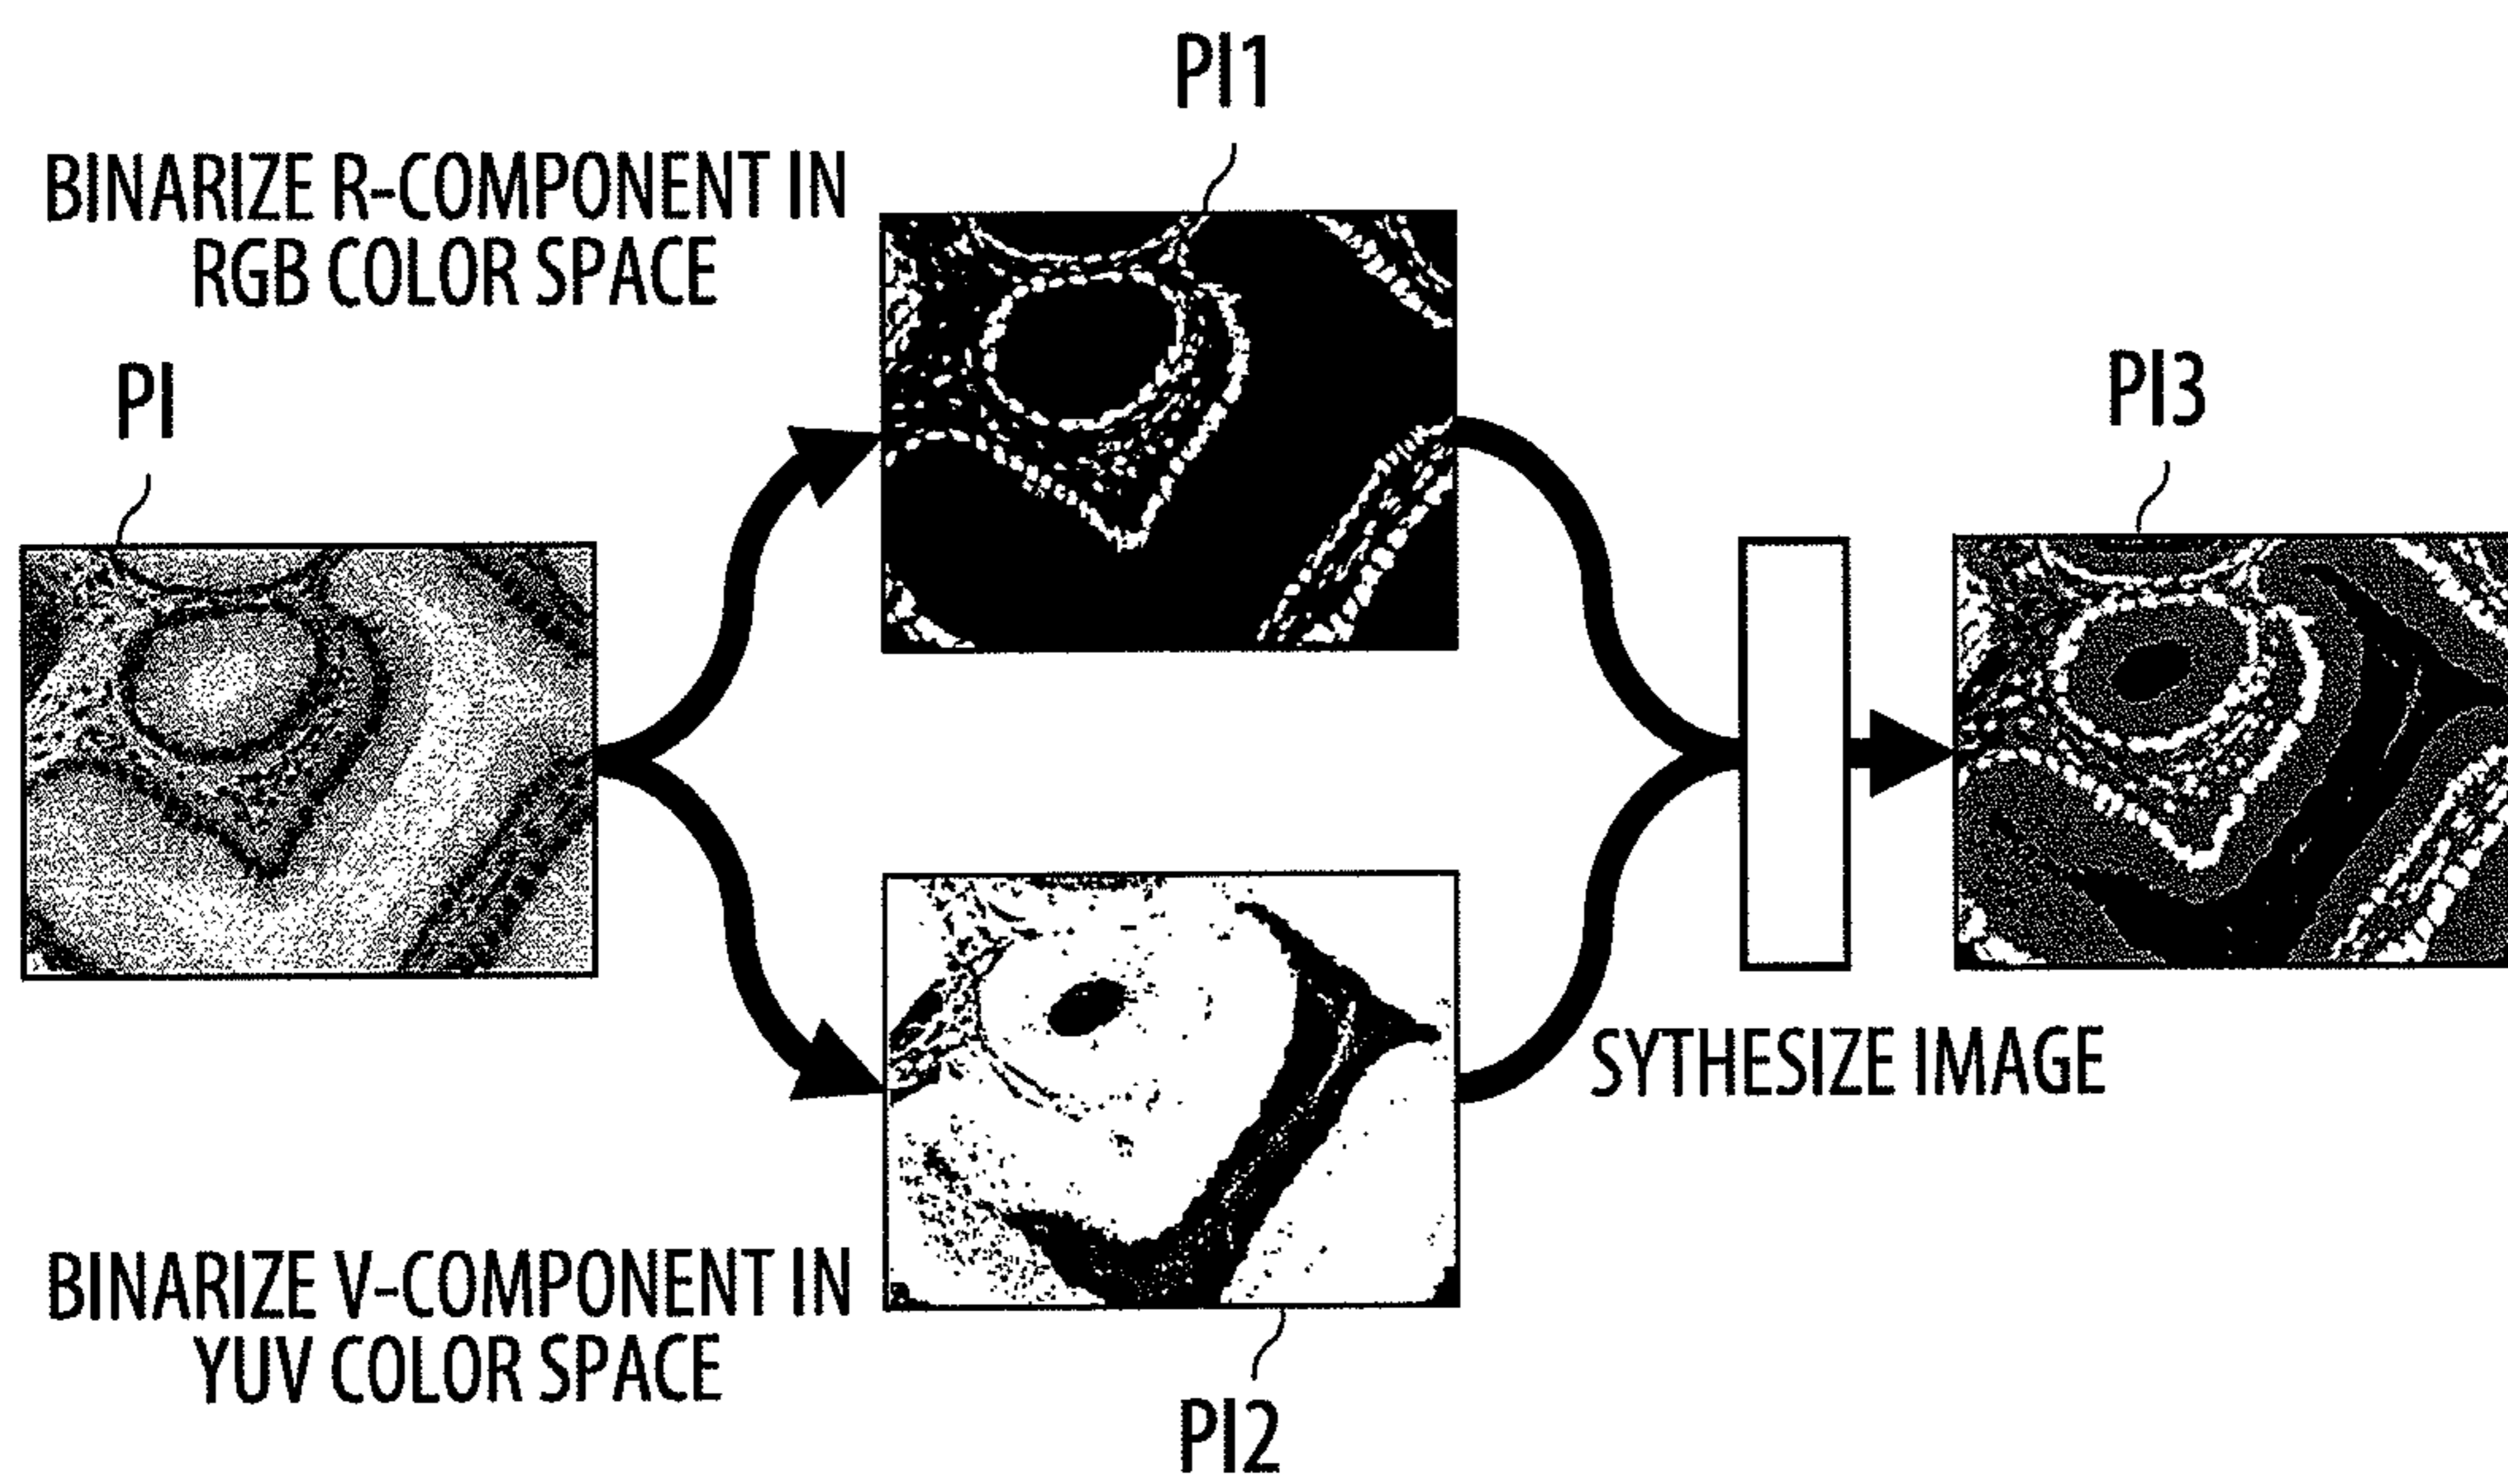 PI1
BINARIZE R-COMPONENT IN
RGB COLOR SPACE
PI
PI3
SYTHESIZE IMAGE
BINARIZE V-COMPONENT IN
YUV COLOR SPACE
PI2